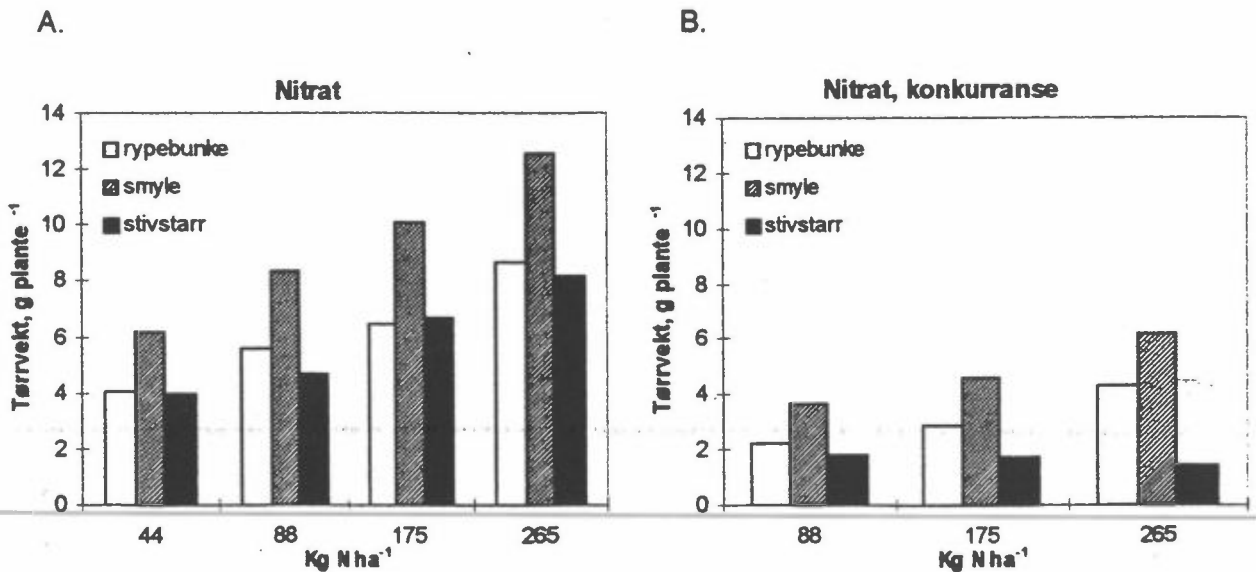 A.
Nitrat
14
12
10
8
6
4
2
0
Tørrvekt, g plante ⁻¹
rypebunke
smyle
stivstarr
44 88 175 265
Kg N ha⁻¹
B.
Nitrat, konkurranse
14
12
10
8
6
4
2
0
Tørrvekt, g plante ⁻¹
rypebunke
smyle
stivstarr
88 175 265
Kg N ha⁻¹